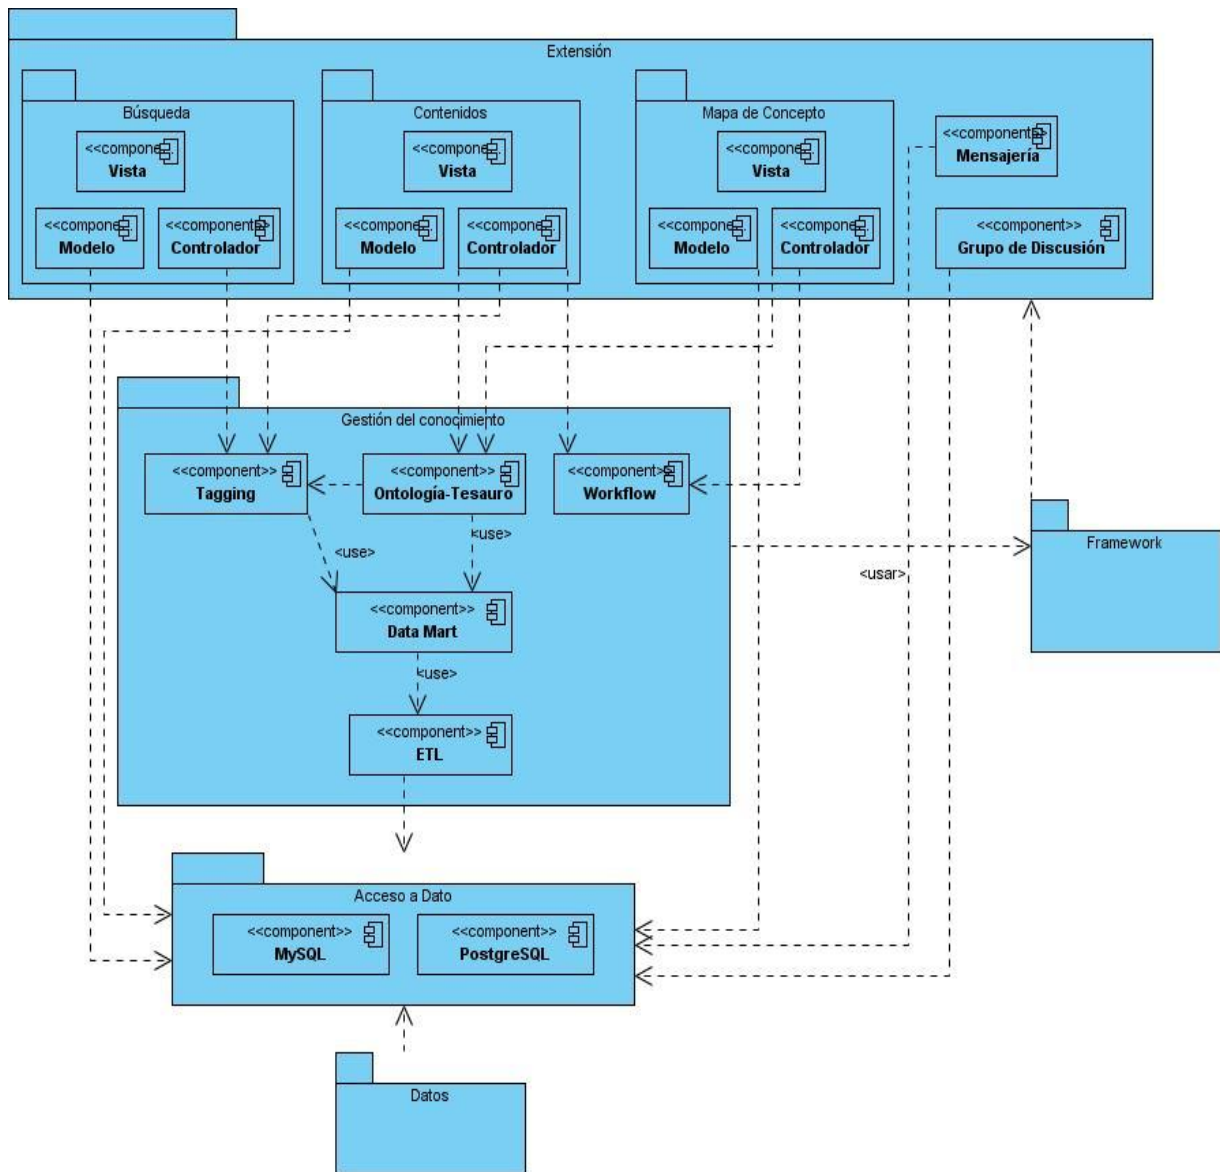 Extensión
Búsqueda
<<compone...
Vista
<<compone...
Modelo
<<component>>
Controlador
Contenidos
<<compone...
Vista
<<compone...
Modelo
<<compone...
Controlador
Mapa de Concepto
<<compone...
Vista
<<compone...
Modelo
<<compone...
Controlador
<<component>>
Mensajería
<<component>>
Grupo de Discusión
Gestión del conocimiento
<<component>>
Tagging
<<component>>
Ontología-Tesauro
<<component>>
Workflow
<use>
<use>
Framework
<usar>
<<component>>
Data Mart
<use>
<<component>>
ETL
Acceso a Dato
<<component>>
MySQL
<<component>>
PostgreSQL
Datos